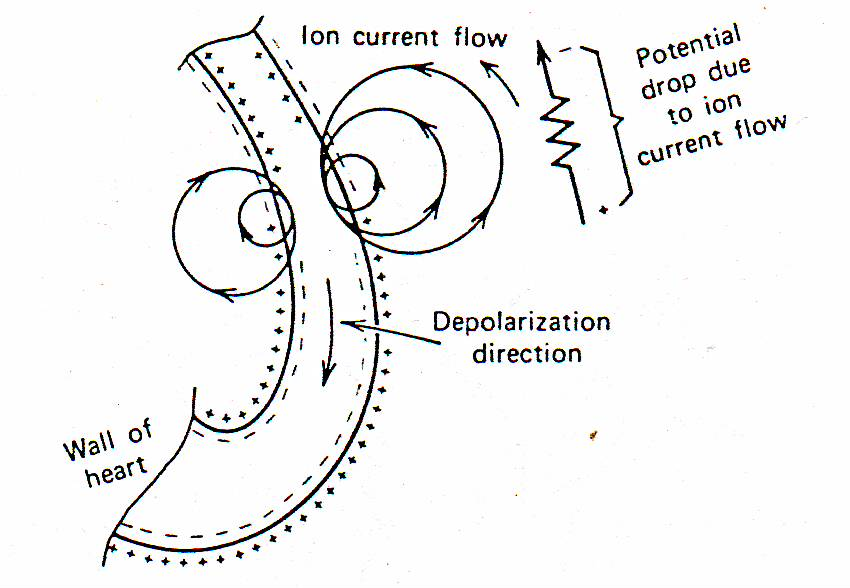 Ion current flow
Potential
drop due
to ion
current flow
Depolarization
direction
Wall of
heart